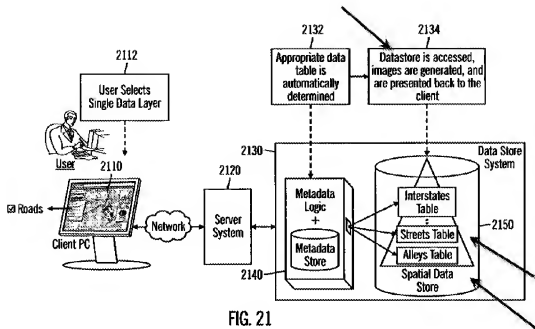 2132
2134
2112
Appropriate data
table is
automatically
determined
Datastore is accessed,
images are generated, and
are presented back to the
client
User Selects
Single Data Layer
User
2110
2130
Data Store
System
2120
Roads
Client PC
Network
Server
System
Metadata
Logic
+
Metadata
Store
2140
Interstales
Table
Streets Table
Alleys Table
Spatial Data
Store
2150
FIG. 21